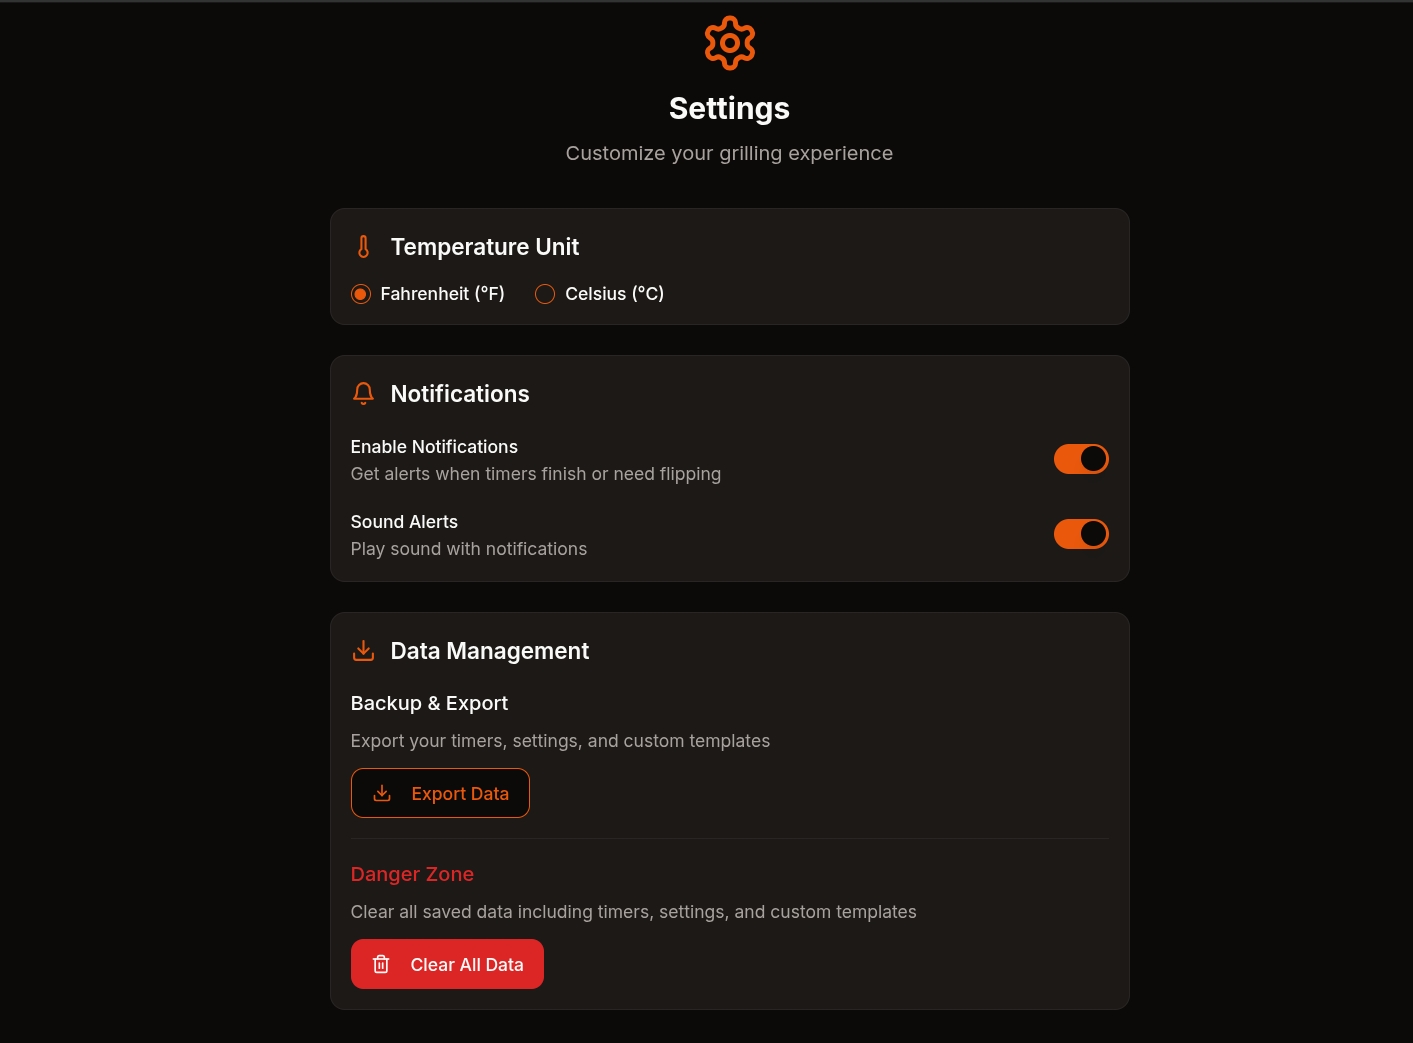 Settings
Customize your grilling experience
Temperature Unit
Fahrenheit (°F)
Celsius (°C)
Notifications
Enable Notifications
Get alerts when timers finish or need flipping
Sound Alerts
Play sound with notifications
Data Management
Backup & Export
Export your timers, settings, and custom templates
Export Data
Danger Zone
Clear all saved data including timers, settings, and custom templates
Clear All Data